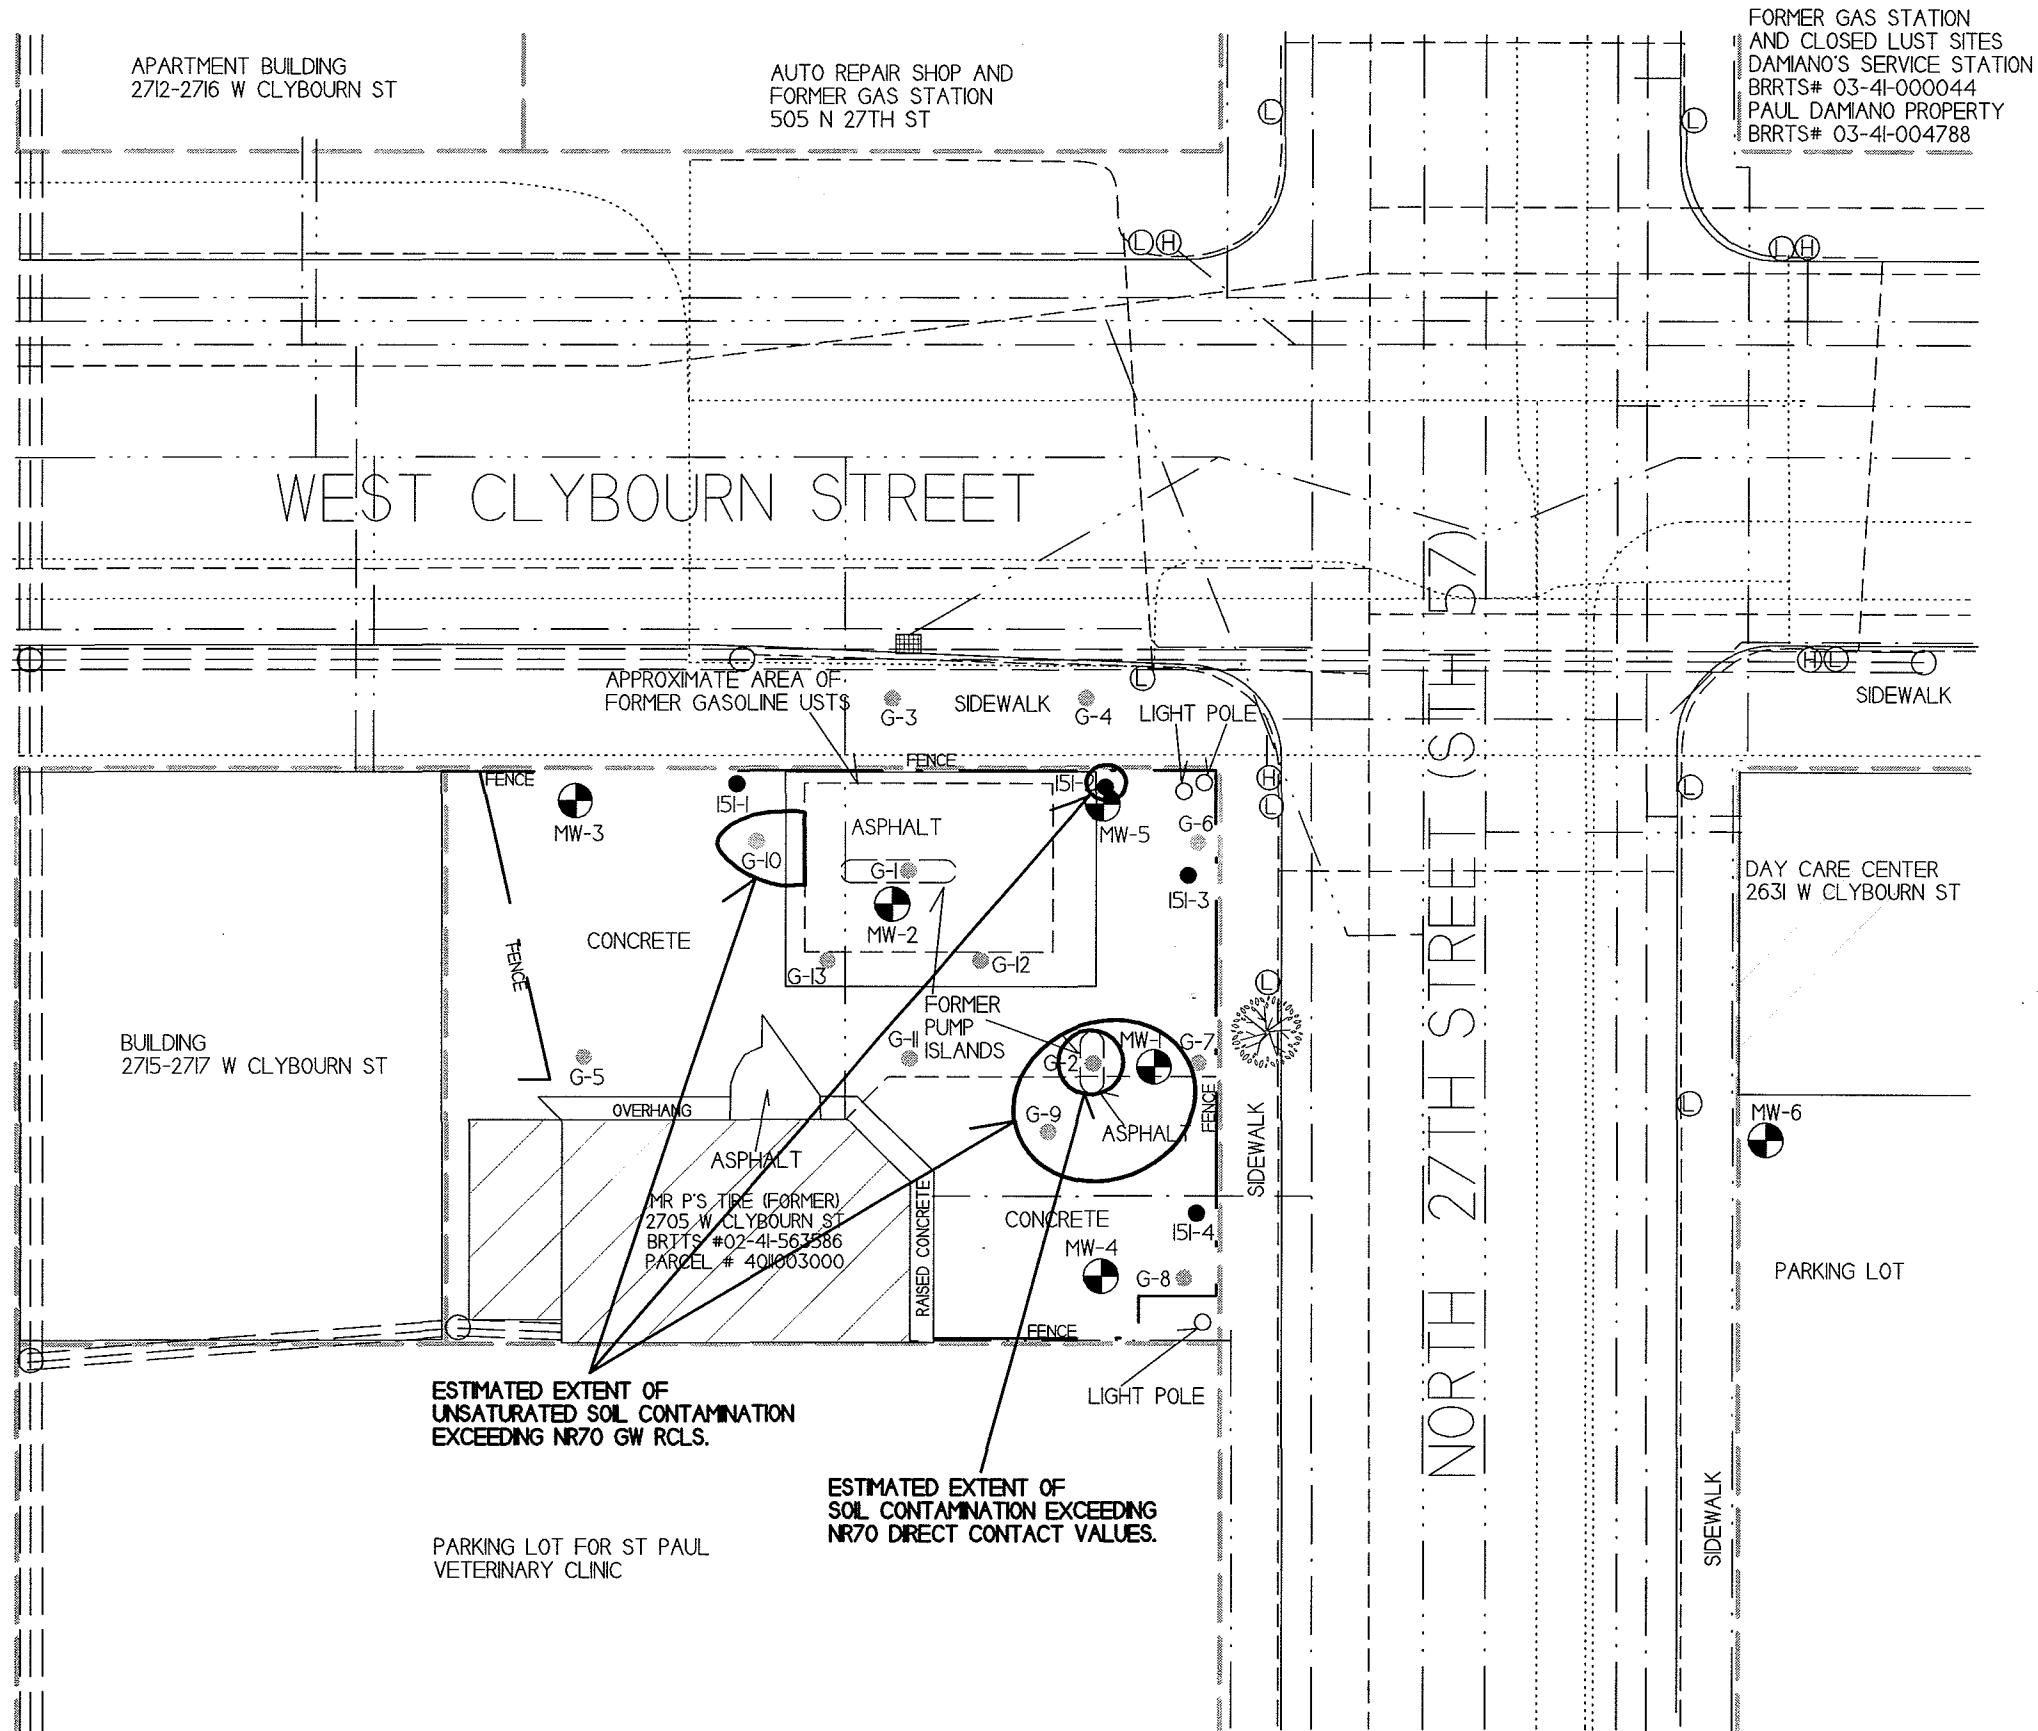 APARTMENT BUILDING
2712-2716 W CLYBOURN ST
AUTO REPAIR SHOP AND
FORMER GAS STATION
505 N 27TH ST
FORMER GAS STATION
AND CLOSED LUST SITES
DAMIANO'S SERVICE STATION
BRRTS# 03-41-000044
PAUL DAMIANO PROPERTY
BRRTS# 03-41-004788
L
L
L H
L H
WEST CLYBOURN STREET
NORTH 27TH STREET (STH 57)
APPROXIMATE AREA OF
FORMER GASOLINE USTS
G-3
SIDEWALK
G-4
L
LIGHT POLE
H L
SIDEWALK
FENCE
FENCE
MW-3
151-1
151-2
MW-5
G-6
H
L
L
ASPHALT
G-10
G-1
MW-2
151-3
DAY CARE CENTER
2631 W CLYBOURN ST
CONCRETE
FENCE
G-13
G-12
L
FORMER
PUMP
ISLANDS
BUILDING
2715-2717 W CLYBOURN ST
G-5
G-11
G-2
MW-1
G-7
FENCE
OVERHANG
G-9
ASPHALT
SIDEWALK
L
MW-6
ASPHALT
MR P'S TIRE (FORMER)
2705 W CLYBOURN ST
BRTTS #02-41-563586
PARCEL # 4011003000
RAISED CONCRETE
CONCRETE
151-4
MW-4
G-8
PARKING LOT
FENCE
LIGHT POLE
ESTIMATED EXTENT OF
UNSATURATED SOIL CONTAMINATION
EXCEEDING NR70 GW RCLS.
ESTIMATED EXTENT OF
SOIL CONTAMINATION EXCEEDING
NR70 DIRECT CONTACT VALUES.
PARKING LOT FOR ST PAUL
VETERINARY CLINIC
SIDEWALK